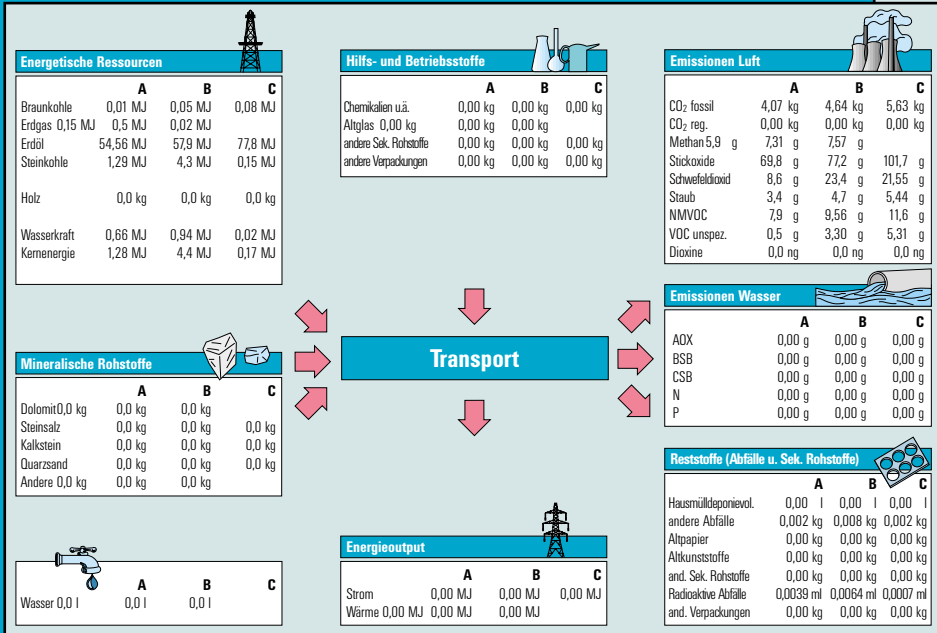 Energetische Ressourcen
A B C
Braunkohle 0,01 MJ 0,05 MJ 0,08 MJ
Erdgas 0,15 MJ 0,5 MJ 0,02 MJ
Erdöl 54,56 MJ 57,9 MJ 77,8 MJ
Steinkohle 1,29 MJ 4,3 MJ 0,15 MJ
Holz 0,0 kg 0,0 kg 0,0 kg
Wasserkraft 0,66 MJ 0,94 MJ 0,02 MJ
Kernenergie 1,28 MJ 4,4 MJ 0,17 MJ
Hilfs- und Betriebsstoffe
A B C
Chemikalien u.ä. 0,00 kg 0,00 kg 0,00 kg
Altglas 0,00 kg 0,00 kg 0,00 kg
andere Sek. Rohstoffe 0,00 kg 0,00 kg 0,00 kg
andere Verpackungen 0,00 kg 0,00 kg 0,00 kg
Emissionen Luft
A B C
CO₂ fossil 4,07 kg 4,64 kg 5,63 kg
CO₂ reg. 0,00 kg 0,00 kg 0,00 kg
Methan 5,9 g 7,31 g 7,57 g
Stickoxide 69,8 g 77,2 g 101,7 g
Schwefeldioxid 8,6 g 23,4 g 21,55 g
Staub 3,4 g 4,7 g 5,44 g
NMVOC 7,9 g 9,56 g 11,6 g
VOC unspez. 0,5 g 3,30 g 5,31 g
Dioxine 0,0 ng 0,0 ng 0,0 ng
Mineralische Rohstoffe
A B C
Dolomit0,0 kg 0,0 kg 0,0 kg
Steinsalz 0,0 kg 0,0 kg 0,0 kg
Kalkstein 0,0 kg 0,0 kg 0,0 kg
Quarzsand 0,0 kg 0,0 kg 0,0 kg
Andere 0,0 kg 0,0 kg 0,0 kg
Transport
Emissionen Wasser
A B C
AOX 0,00 g 0,00 g 0,00 g
BSB 0,00 g 0,00 g 0,00 g
CSB 0,00 g 0,00 g 0,00 g
N 0,00 g 0,00 g 0,00 g
P 0,00 g 0,00 g 0,00 g
A B C
Wasser 0,0 l 0,0 l 0,0 l
Energieoutput
A B C
Strom 0,00 MJ 0,00 MJ 0,00 MJ
Wärme 0,00 MJ 0,00 MJ 0,00 MJ
Reststoffe (Abfälle u. Sek. Rohstoffe)
A B C
Hausmülldeponievol. 0,00 l 0,00 l 0,00 l
andere Abfälle 0,002 kg 0,008 kg 0,002 kg
Altpapier 0,00 kg 0,00 kg 0,00 kg
Altkunststoffe 0,00 kg 0,00 kg 0,00 kg
and. Sek. Rohstoffe 0,00 kg 0,00 kg 0,00 kg
Radioaktive Abfälle 0,0039 ml 0,0064 ml 0,0007 ml
and. Verpackungen 0,00 kg 0,00 kg 0,00 kg